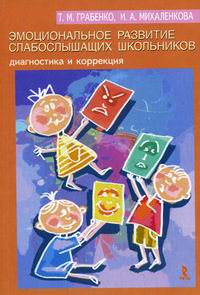 Т. М. ГРАБЕНКО, И. А. МИХАЛЕНКОВА
ЭМОЦИОНАЛЬНОЕ РАЗВИТИЕ
СЛАБОСЛЫШАЩИХ ШКОЛЬНИКОВ
диагностика и коррекция